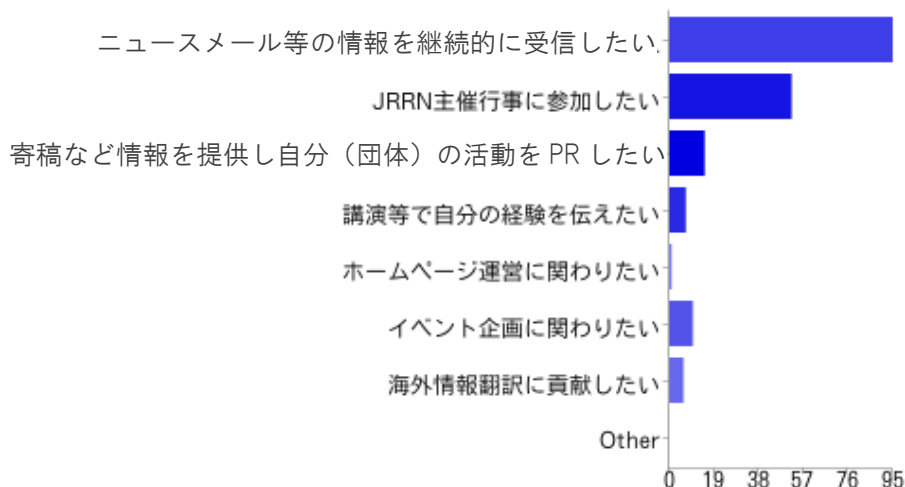 ニュースメール等の情報を継続的に受信したい.
JRRN主催行事に参加したい
寄稿など情報を提供し自分（団体）の活動を PR したい
講演等で自分の経験を伝えたい
ホームページ運営に関わりたい
イベント企画に関わりたい
海外情報翻訳に貢献したい
Other
0 19 38 57 76 95